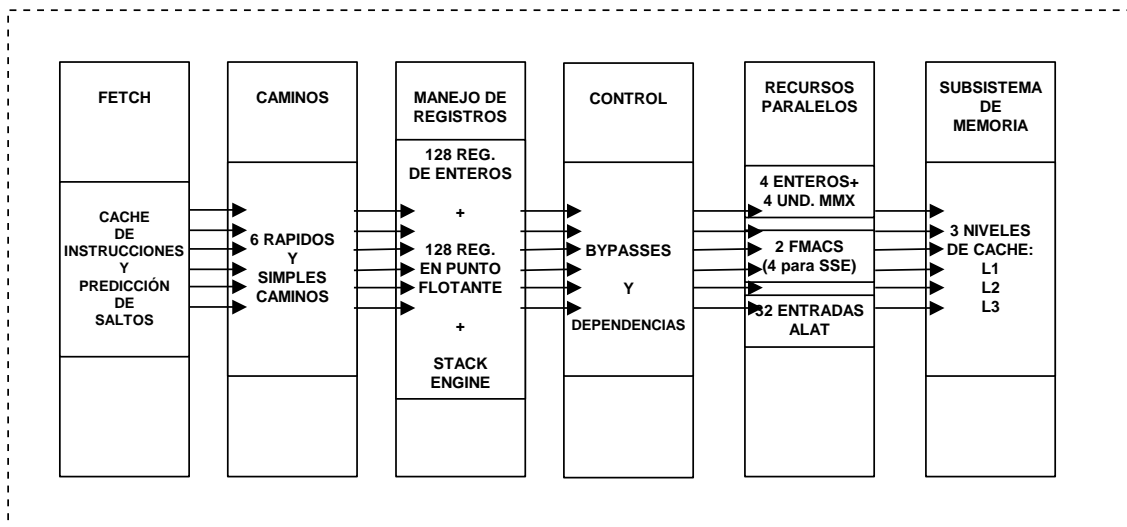 FETCH
CACHE
DE
INSTRUCCIONES
Y
PREDICCIÓN
DE
SALTOS
CAMINOS
6 RAPIDOS
Y
SIMPLES
CAMINOS
MANEJO DE
REGISTROS
128 REG.
DE ENTEROS
+
128 REG.
EN PUNTO
FLOTANTE
+
STACK
ENGINE
CONTROL
BYPASSES
Y
DEPENDENCIAS
RECURSOS
PARALELOS
4 ENTEROS+
4 UND. MMX
2 FMACS
(4 para SSE)
32 ENTRADAS
ALAT
SUBSISTEMA
DE
MEMORIA
3 NIVELES
DE CACHE:
L1
L2
L3